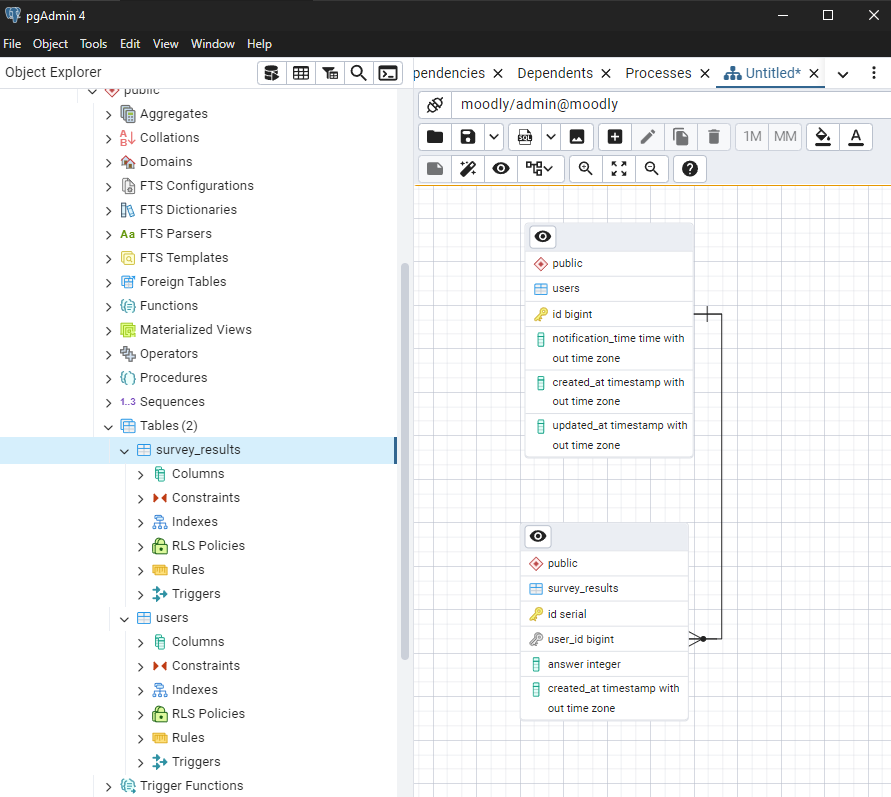 pgAdmin 4
File Object Tools Edit View Window Help
Object Explorer
pendencies Dependents Processes Untitled*
public
Aggregates
Collations
Domains
FTS Configurations
FTS Dictionaries
Aa FTS Parsers
FTS Templates
Foreign Tables
Functions
Materialized Views
Operators
Procedures
1..3 Sequences
Tables (2)
survey_results
Columns
Constraints
Indexes
RLS Policies
Rules
Triggers
users
Columns
Constraints
Indexes
RLS Policies
Rules
Triggers
Trigger Functions
moodly/admin@moodly
SQL 1M MM A
public
users
id bigint
notification_time time with
out time zone
created_at timestamp with
out time zone
updated_at timestamp with
out time zone
public
survey_results
id serial
user_id bigint
answer integer
created_at timestamp with
out time zone